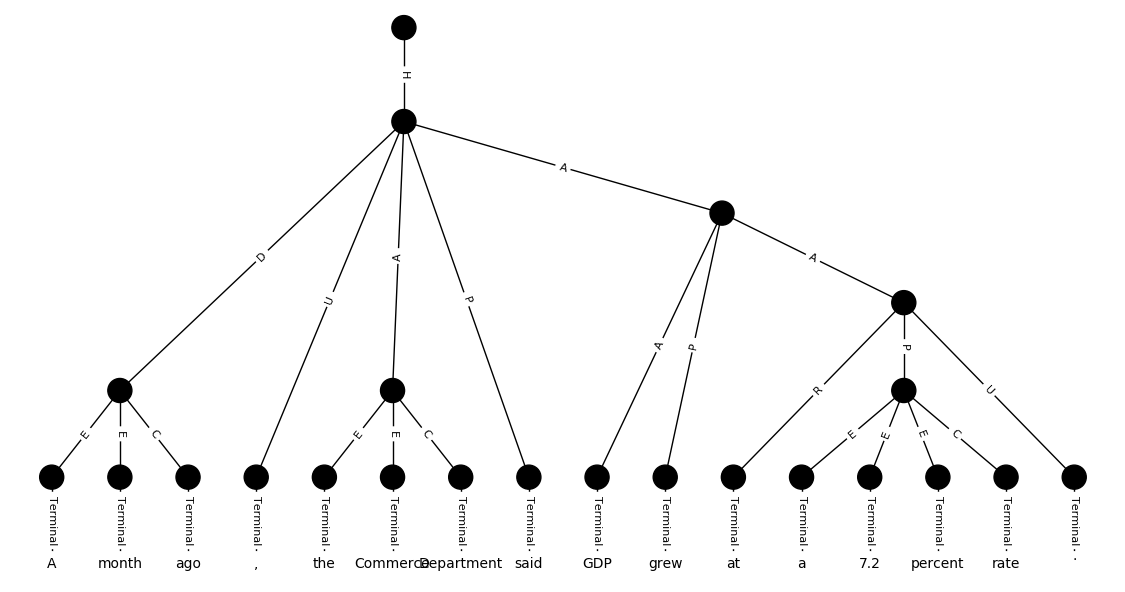 H
A
D
A
A
U
P
A
P
R
P
U
E
E
C
E
E
C
E
E
E
C
Terminal Terminal Terminal Terminal Terminal Terminal Terminal Terminal Terminal Terminal Terminal Terminal Terminal Terminal Terminal Terminal
A month ago , the Commerce Department said GDP grew at a 7.2 percent rate .